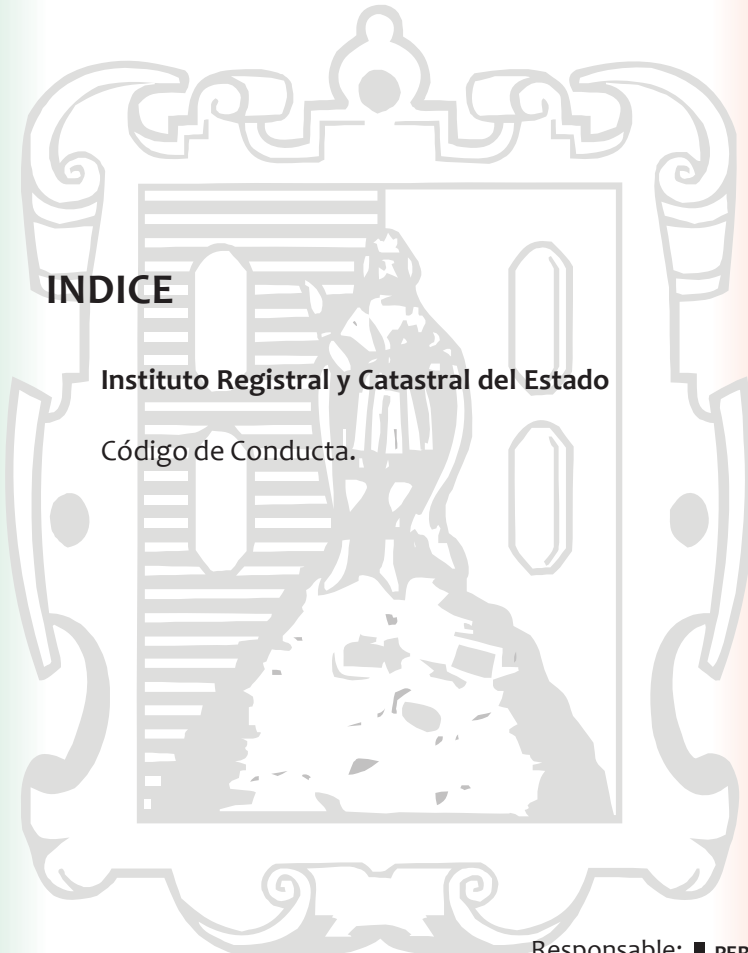 INDICE
Instituto Registral y Catastral del Estado
Código de Conducta.
Responsable: